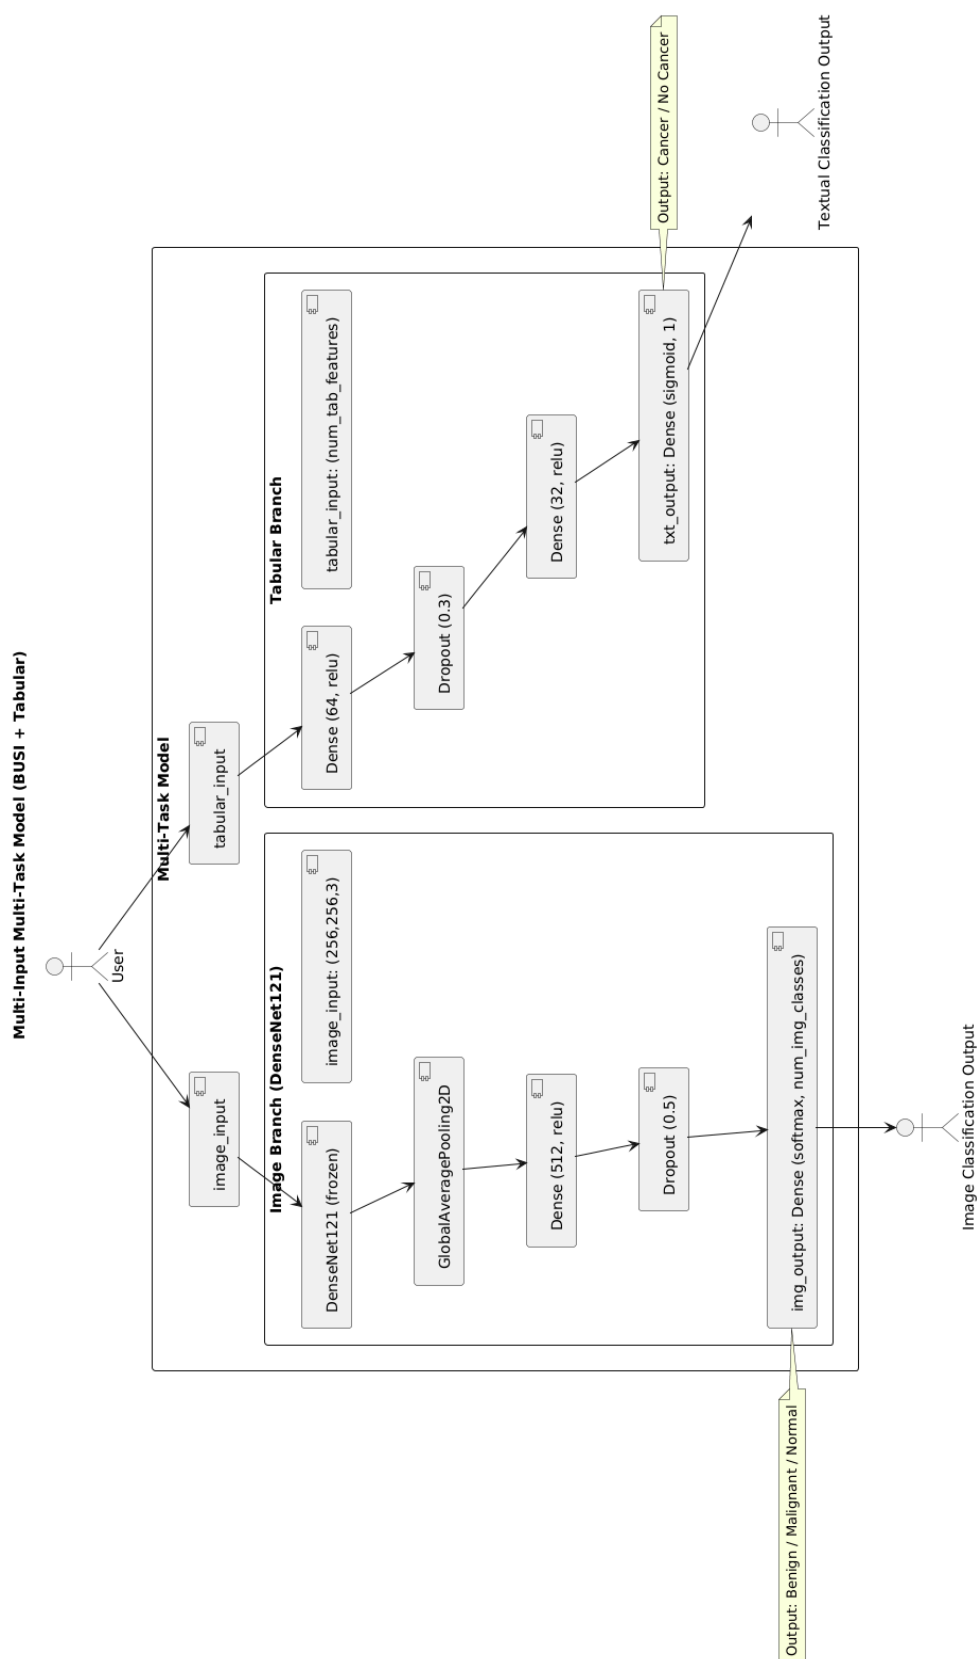 Multi-Input Multi-Task Model (BUSI + Tabular)
User
Multi-Task Model
image_input
tabular_input
Image Branch (DenseNet121)
DenseNet121 (frozen)
image_input: (256,256,3)
GlobalAveragePooling2D
Dense (512, relu)
Dropout (0.5)
img_output: Dense (softmax, num_img_classes)
Output: Benign / Malignant / Normal
Image Classification Output
Tabular Branch
Dense (64, relu)
tabular_input: (num_tab_features)
Dropout (0.3)
Dense (32, relu)
txt_output: Dense (sigmoid, 1)
Output: Cancer / No Cancer
Textual Classification Output